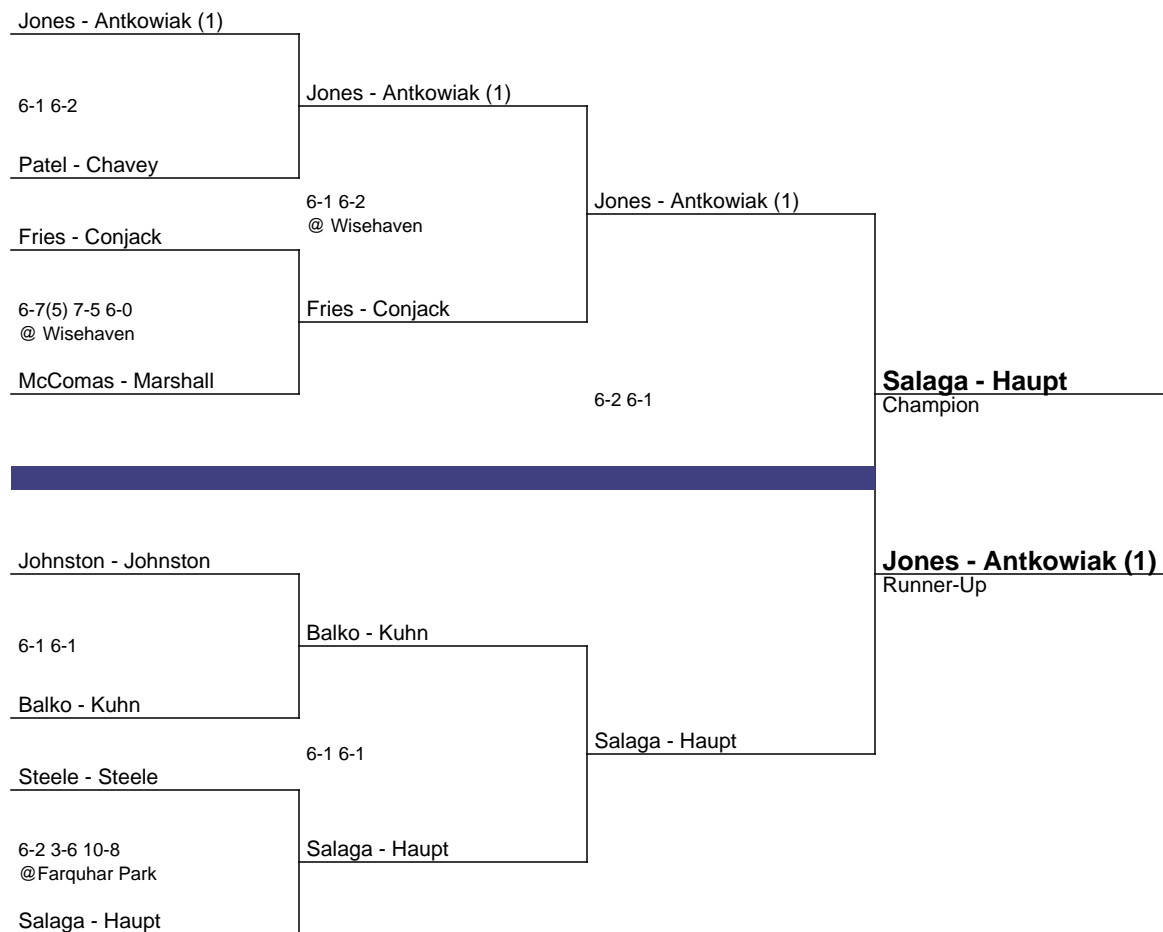 Jones - Antkowiak (1)
6-1 6-2
Patel - Chavey
Fries - Conjack
6-7(5) 7-5 6-0
@ Wisehaven
McComas - Marshall
Jones - Antkowiak (1)
6-1 6-2
@ Wisehaven
Fries - Conjack
Jones - Antkowiak (1)
6-2 6-1
Salaga - Haupt
Champion
Jones - Antkowiak (1)
Runner-Up
Johnston - Johnston
6-1 6-1
Balko - Kuhn
Steele - Steele
6-2 3-6 10-8
@Farquhar Park
Salaga - Haupt
Balko - Kuhn
6-1 6-1
Salaga - Haupt
Salaga - Haupt